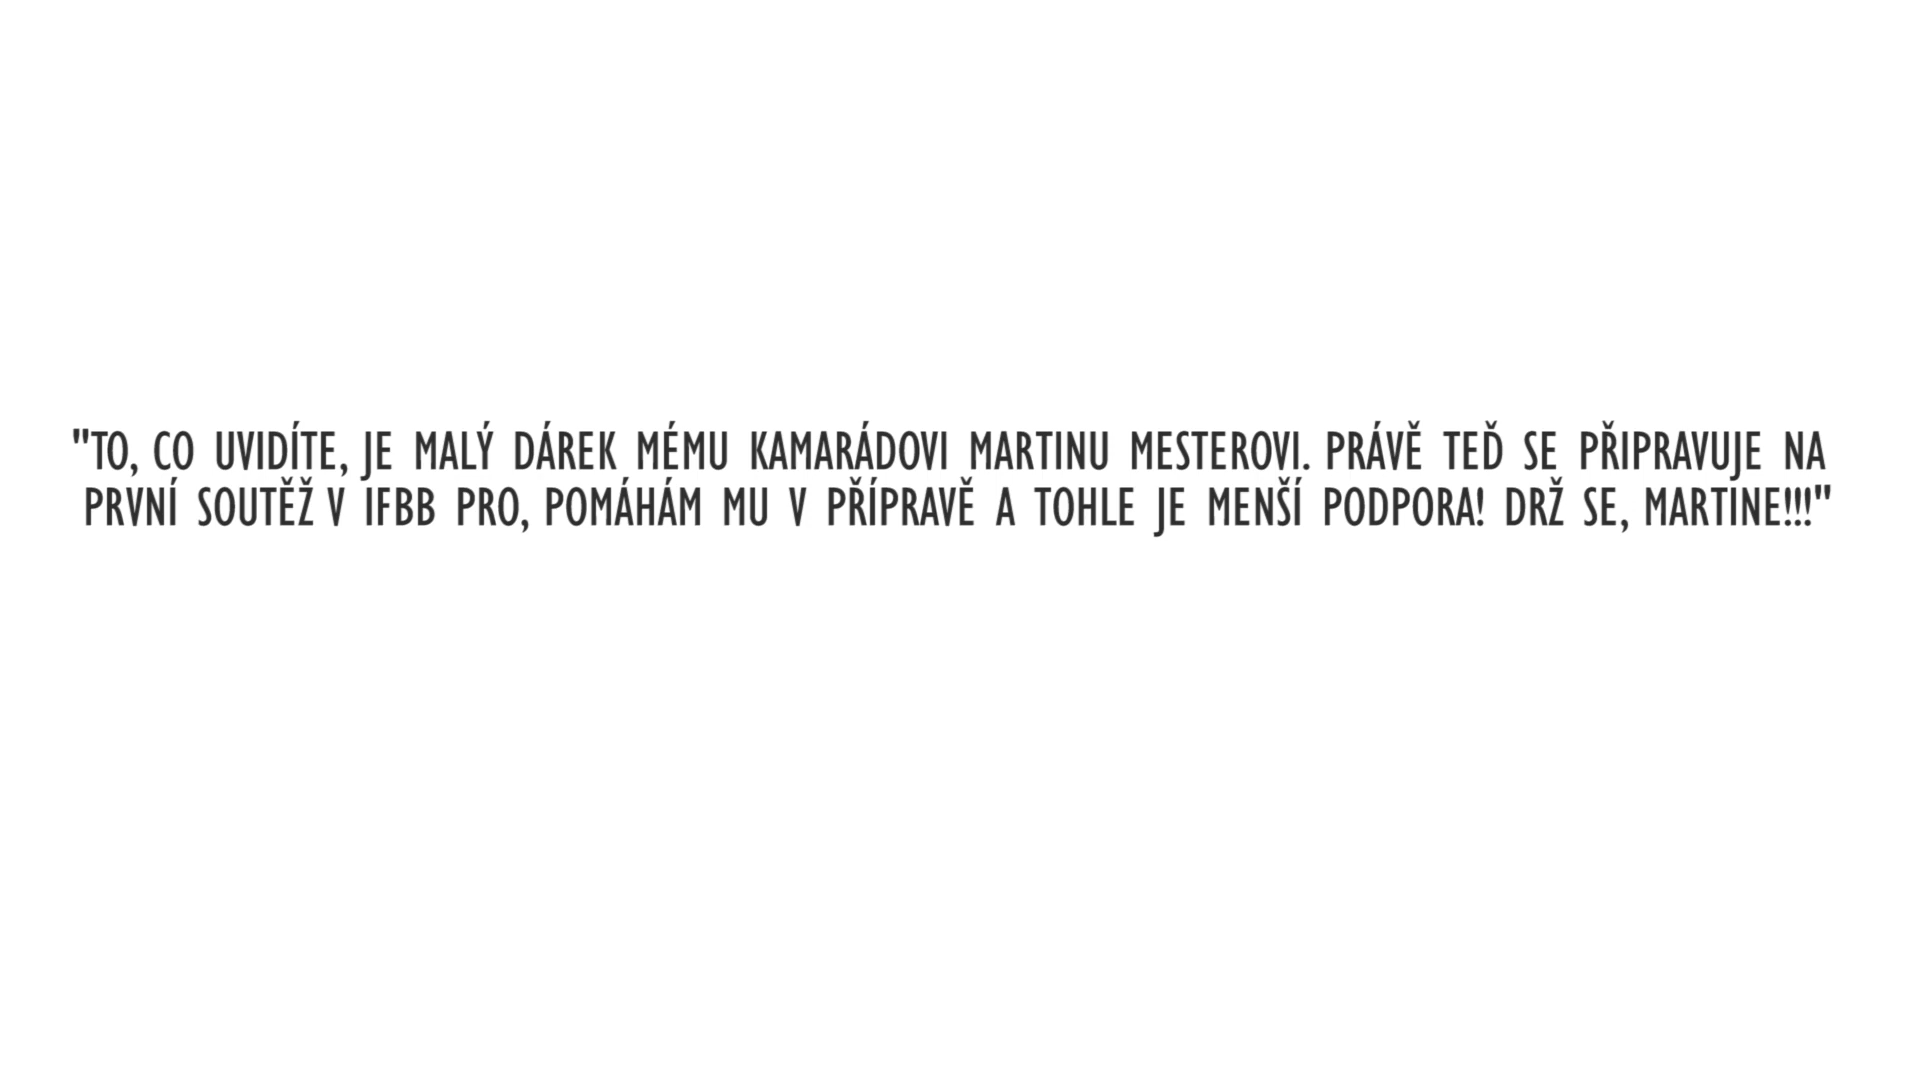 "TO, CO UVIDÍTE, JE MALÝ DÁREK MÉMU KAMARÁDOVI MARTINU MESTEROVI. PRÁVĚ TEĎ SE PŘIPRAVUJE NA
PRVNÍ SOUTĚŽ V IFBB PRO, POMÁHÁM MU V PŘÍPRAVĚ A TOHLE JE MENŠÍ PODPORA! DRŽ SE, MARTINE!!!"